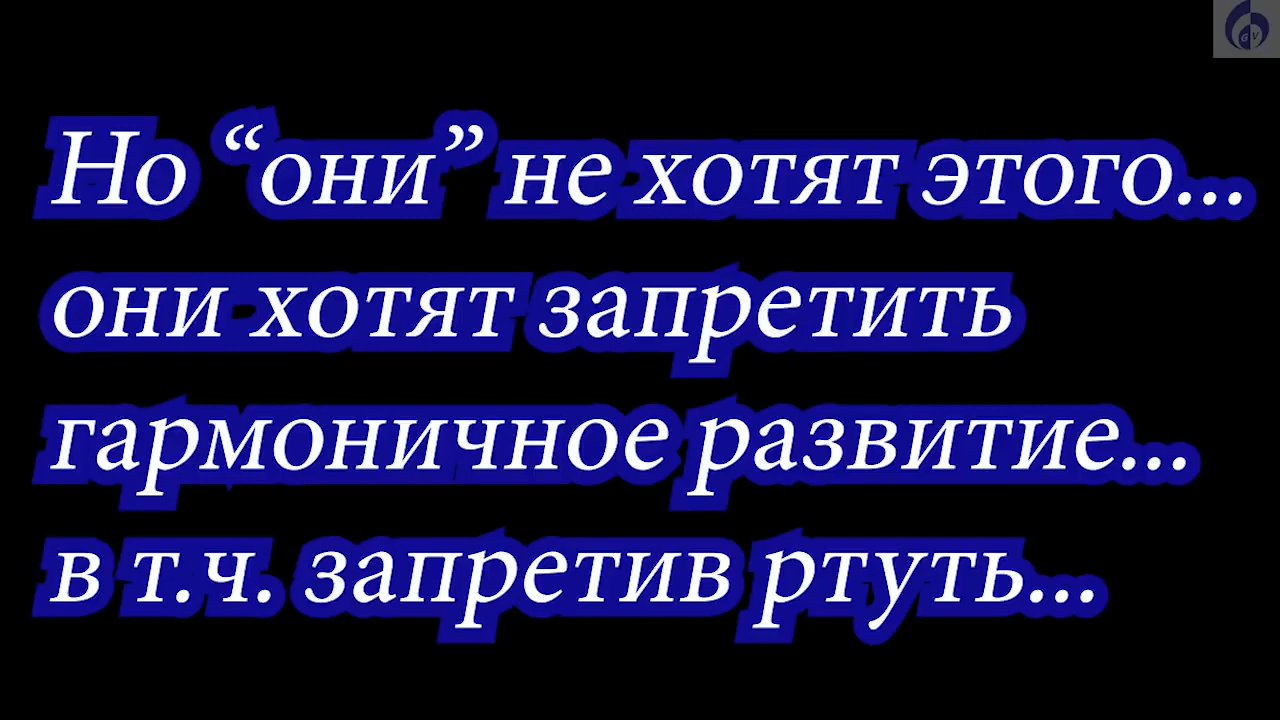 Но “они” не хотят этого...
они хотят запретить
гармоничное развитие...
в т.ч. запретив ртуть...
G V